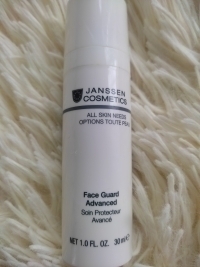 JANSSEN
COSMETICS
ALL SKIN NEEDS
OPTIONS TOUTE PEAU
Face Guard
Advanced
Soin Protecteur
Avancé
NET 1.0 FL. OZ. 30 ml ℮